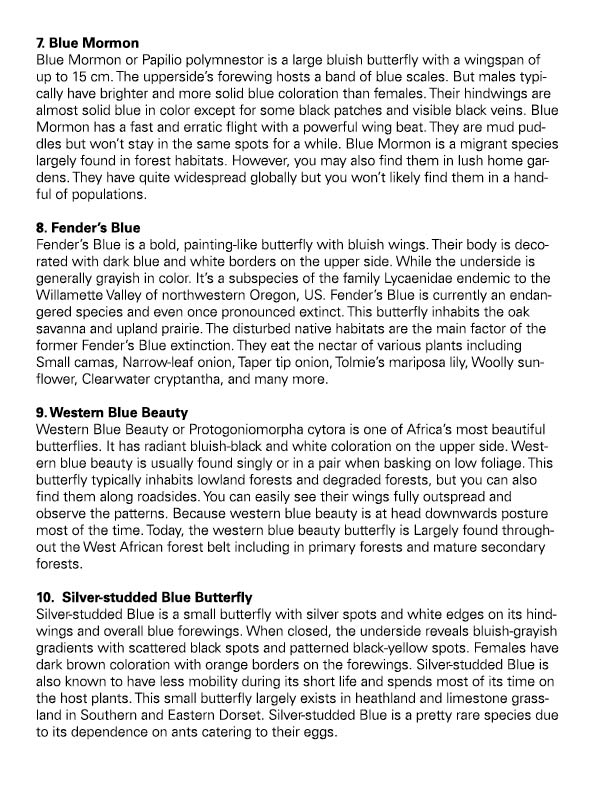 7. Blue Mormon
Blue Mormon or Papilio polymnestor is a large bluish butterfly with a wingspan of
up to 15 cm. The upperside's forewing hosts a band of blue scales. But males typi-
cally have brighter and more solid blue coloration than females. Their hindwings are
almost solid blue in color except for some black patches and visible black veins. Blue
Mormon has a fast and erratic flight with a powerful wing beat. They are mud pud-
dles but won't stay in the same spots for a while. Blue Mormon is a migrant species
largely found in forest habitats. However, you may also find them in lush home gar-
dens. They have quite widespread globally but you won't likely find them in a hand-
ful of populations.
8. Fender's Blue
Fender's Blue is a bold, painting-like butterfly with bluish wings. Their body is deco-
rated with dark blue and white borders on the upper side. While the underside is
generally grayish in color. It's a subspecies of the family Lycaenidae endemic to the
Willamette Valley of northwestern Oregon, US. Fender's Blue is currently an endan-
gered species and even once pronounced extinct. This butterfly inhabits the oak
savanna and upland prairie. The disturbed native habitats are the main factor of the
former Fender's Blue extinction. They eat the nectar of various plants including
Small camas, Narrow-leaf onion, Taper tip onion, Tolmie's mariposa lily, Woolly sun-
flower, Clearwater cryptantha, and many more.
9. Western Blue Beauty
Western Blue Beauty or Protogoniomorpha cytora is one of Africa's most beautiful
butterflies. It has radiant bluish-black and white coloration on the upper side. West-
ern blue beauty is usually found singly or in a pair when basking on low foliage. This
butterfly typically inhabits lowland forests and degraded forests, but you can also
find them along roadsides. You can easily see their wings fully outspread and
observe the patterns. Because western blue beauty is at head downwards posture
most of the time. Today, the western blue beauty butterfly is Largely found through-
out the West African forest belt including in primary forests and mature secondary
forests.
10. Silver-studded Blue Butterfly
Silver-studded Blue is a small butterfly with silver spots and white edges on its hind-
wings and overall blue forewings. When closed, the underside reveals bluish-grayish
gradients with scattered black spots and patterned black-yellow spots. Females have
dark brown coloration with orange borders on the forewings. Silver-studded Blue is
also known to have less mobility during its short life and spends most of its time on
the host plants. This small butterfly largely exists in heathland and limestone grass-
land in Southern and Eastern Dorset. Silver-studded Blue is a pretty rare species due
to its dependence on ants catering to their eggs.